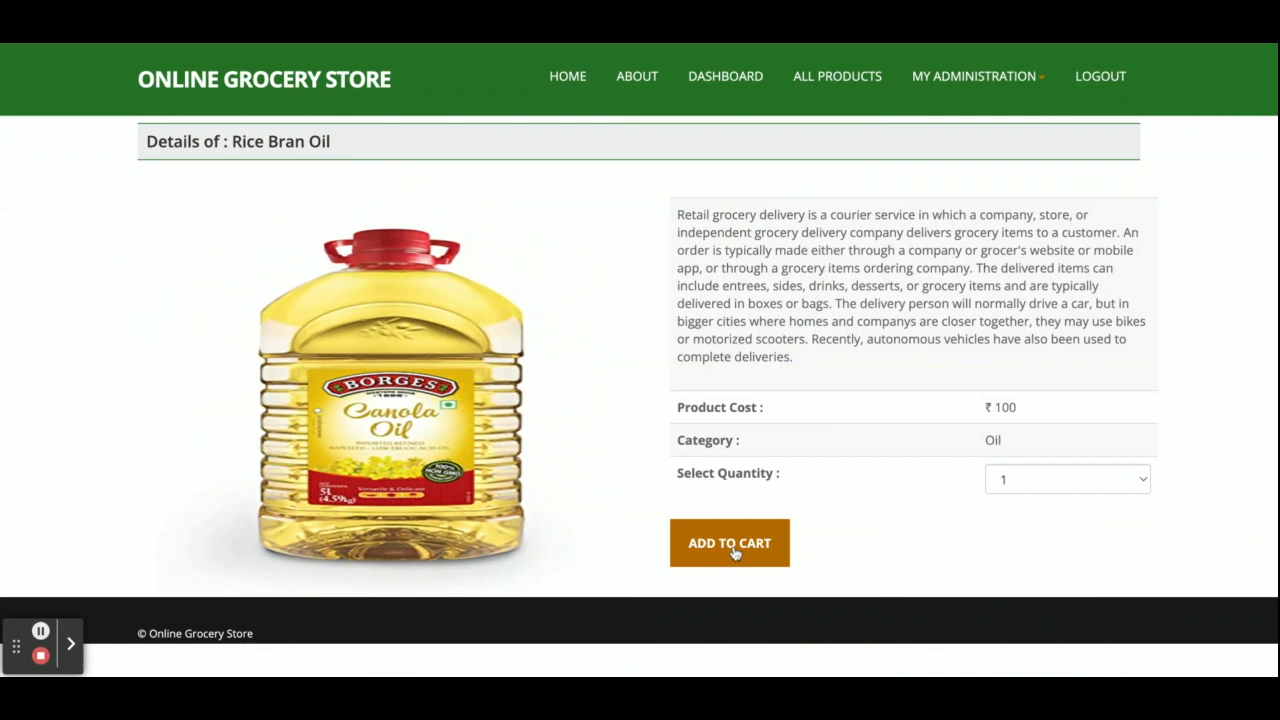 ONLINE GROCERY STORE
HOME ABOUT DASHBOARD ALL PRODUCTS MY ADMINISTRATION LOGOUT
Details of : Rice Bran Oil
Retail grocery delivery is a courier service in which a company, store, or
independent grocery delivery company delivers grocery items to a customer. An
order is typically made either through a company or grocer's website or mobile
app, or through a grocery items ordering company. The delivered items can
include entrees, sides, drinks, desserts, or grocery items and are typically
delivered in boxes or bags. The delivery person will normally drive a car, but in
bigger cities where homes and companys are closer together, they may use bikes
or motorized scooters. Recently, autonomous vehicles have also been used to
complete deliveries.
Product Cost : ₹ 100
Category : Oil
Select Quantity : 1
ADD TO CART
BORGES
Canola
Oil
100%
NON GMO
5l
(4.59kg)
Versatile & Delicate
© Online Grocery Store